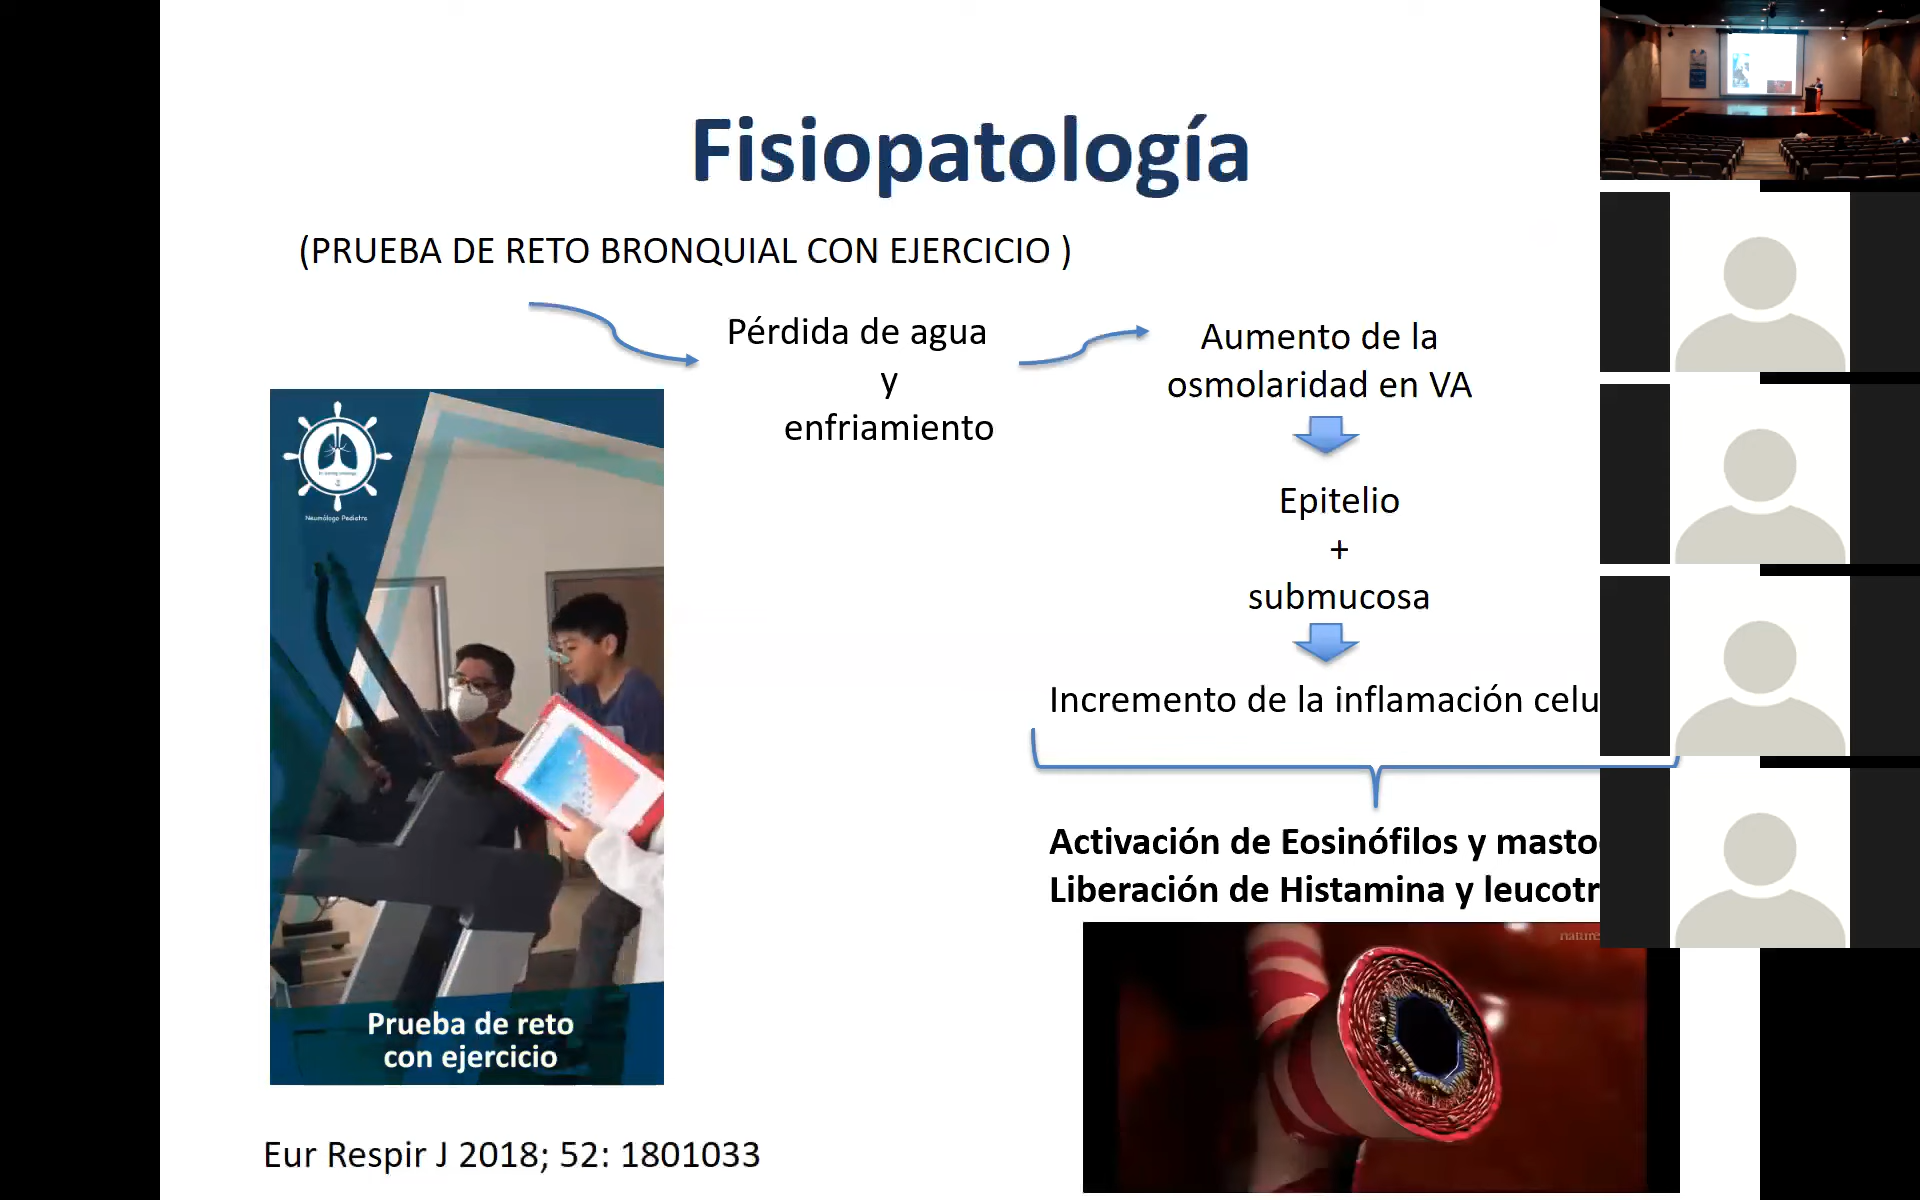 Fisiopatología
(PRUEBA DE RETO BRONQUIAL CON EJERCICIO )
Pérdida de agua
y
enfriamiento
Aumento de la
osmolaridad en VA
Epitelio
+
submucosa
Incremento de la inflamación celu
Activación de Eosinófilos y masto
Liberación de Histamina y leucotr
Neumólogo Pediatra
Prueba de reto
con ejercicio
nature
Eur Respir J 2018; 52: 1801033